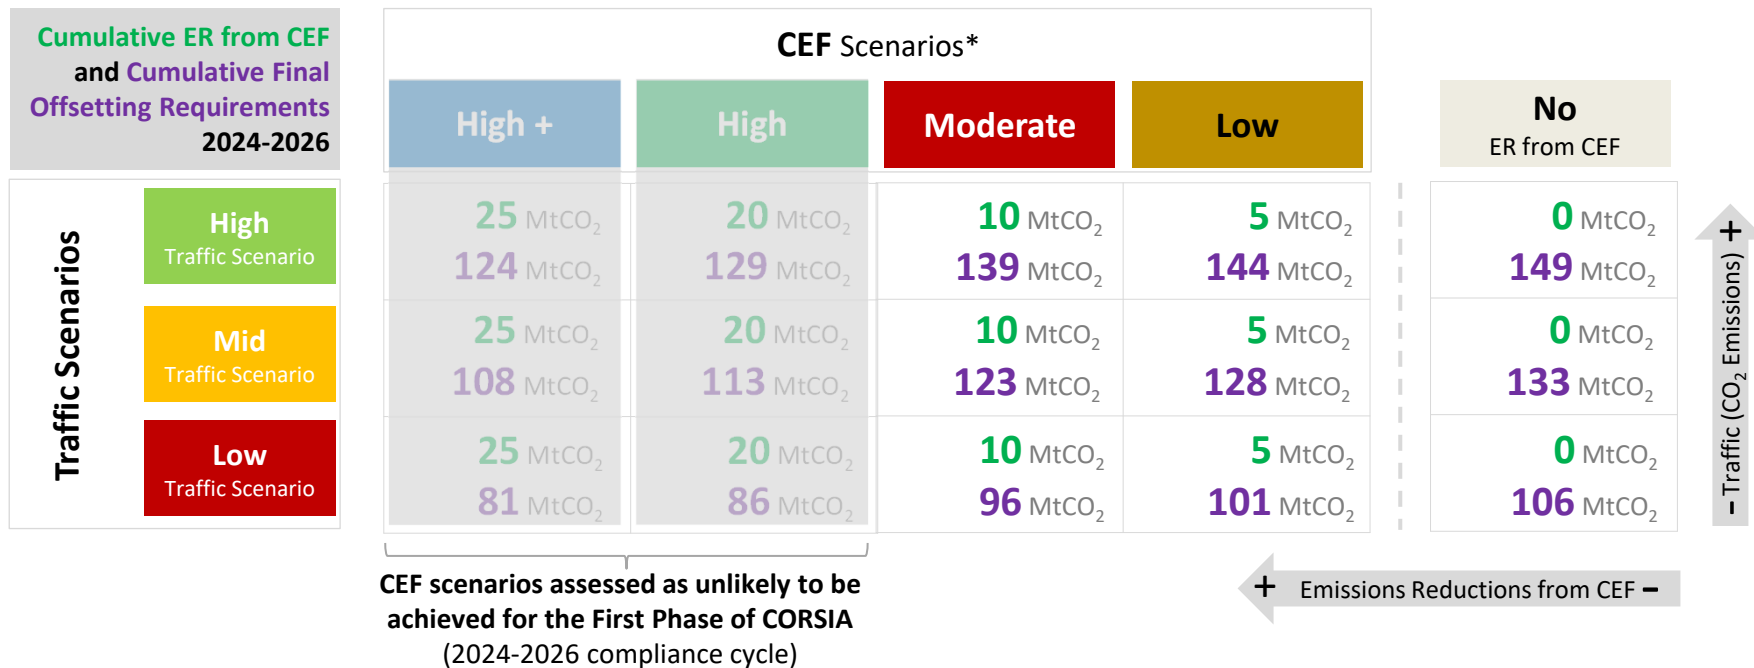 Cumulative ER from CEF
and Cumulative Final
Offsetting Requirements
2024-2026
CEF Scenarios*
High +
High
Moderate
Low
No
ER from CEF
Traffic Scenarios
High
Traffic Scenario
25 MtCO₂
20 MtCO₂
10 MtCO₂
5 MtCO₂
0 MtCO₂
124 MtCO₂
129 MtCO₂
139 MtCO₂
144 MtCO₂
149 MtCO₂
Mid
Traffic Scenario
25 MtCO₂
20 MtCO₂
10 MtCO₂
5 MtCO₂
0 MtCO₂
108 MtCO₂
113 MtCO₂
123 MtCO₂
128 MtCO₂
133 MtCO₂
Low
Traffic Scenario
25 MtCO₂
20 MtCO₂
10 MtCO₂
5 MtCO₂
0 MtCO₂
81 MtCO₂
86 MtCO₂
96 MtCO₂
101 MtCO₂
106 MtCO₂
– Traffic (CO₂ Emissions) +
CEF scenarios assessed as unlikely to be
achieved for the First Phase of CORSIA
(2024-2026 compliance cycle)
+ Emissions Reductions from CEF –